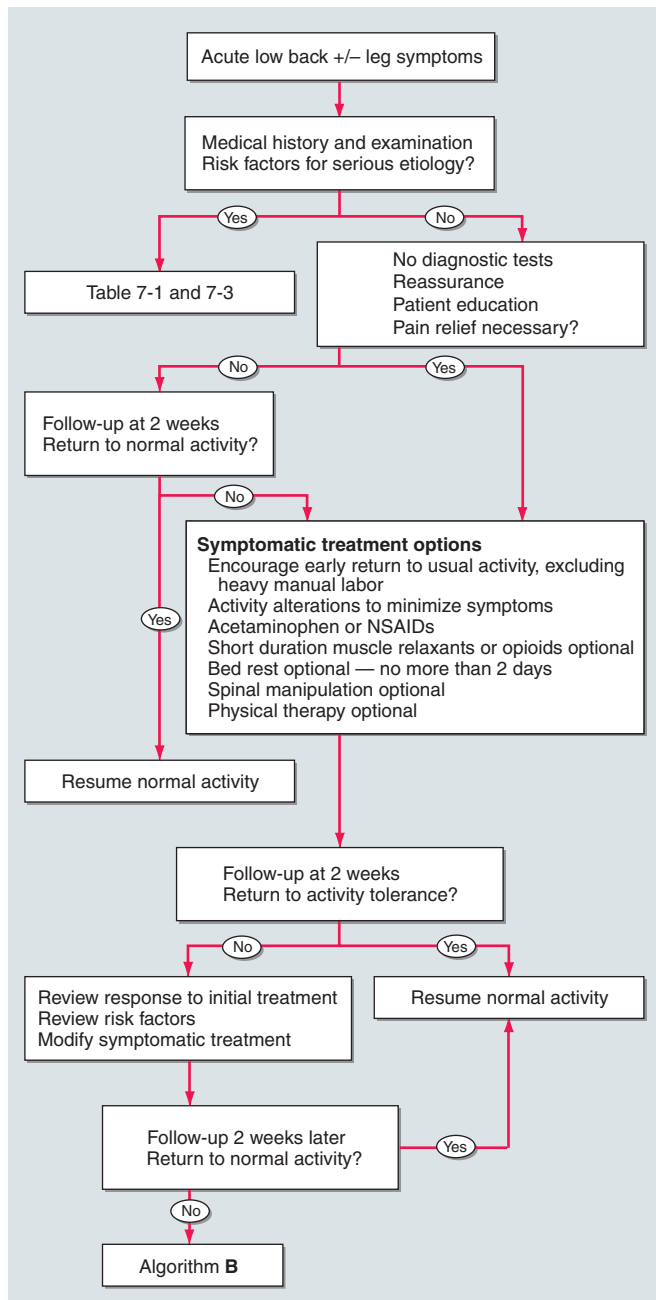 Acute low back +/– leg symptoms
Medical history and examination
Risk factors for serious etiology?
Yes
No
Table 7-1 and 7-3
No diagnostic tests
Reassurance
Patient education
Pain relief necessary?
No
Yes
Follow-up at 2 weeks
Return to normal activity?
No
Yes
Symptomatic treatment options
Encourage early return to usual activity, excluding
heavy manual labor
Activity alterations to minimize symptoms
Acetaminophen or NSAIDs
Short duration muscle relaxants or opioids optional
Bed rest optional — no more than 2 days
Spinal manipulation optional
Physical therapy optional
Resume normal activity
Follow-up at 2 weeks
Return to activity tolerance?
No
Yes
Review response to initial treatment
Review risk factors
Modify symptomatic treatment
Resume normal activity
Follow-up 2 weeks later
Return to normal activity?
Yes
No
Algorithm B